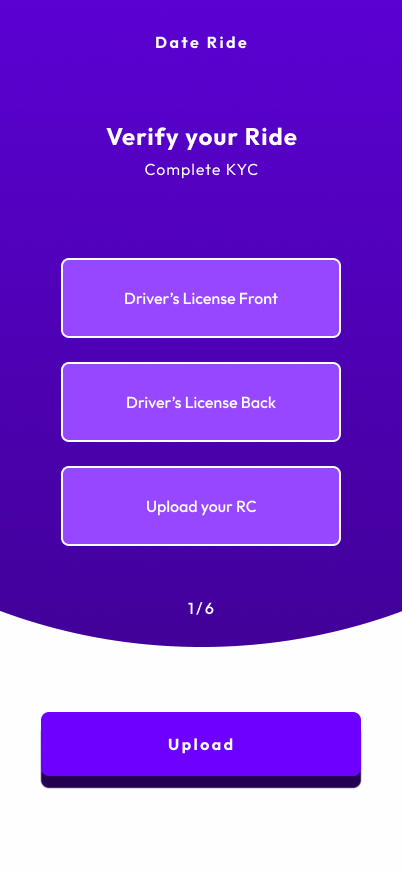 Date Ride
Verify your Ride
Complete KYC
Driver’s License Front
Driver’s License Back
Upload your RC
1/6
Upload